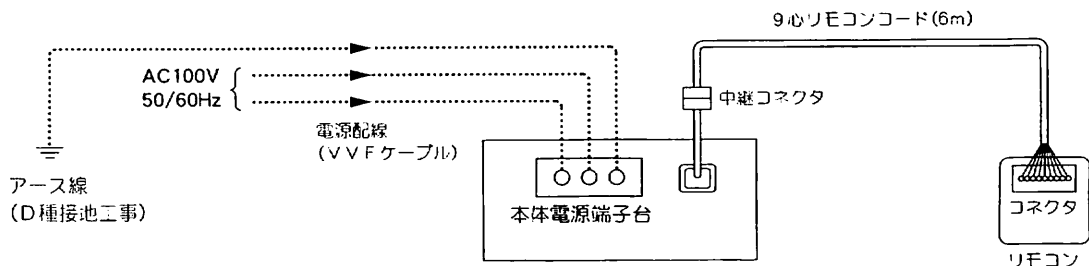 9心リモコンコード(6m)
AC100V
50/60Hz
中継コネクタ
電源配線
(VVFケーブル)
アース線
(D種接地工事)
本体電源端子台
コネクタ
リモコン